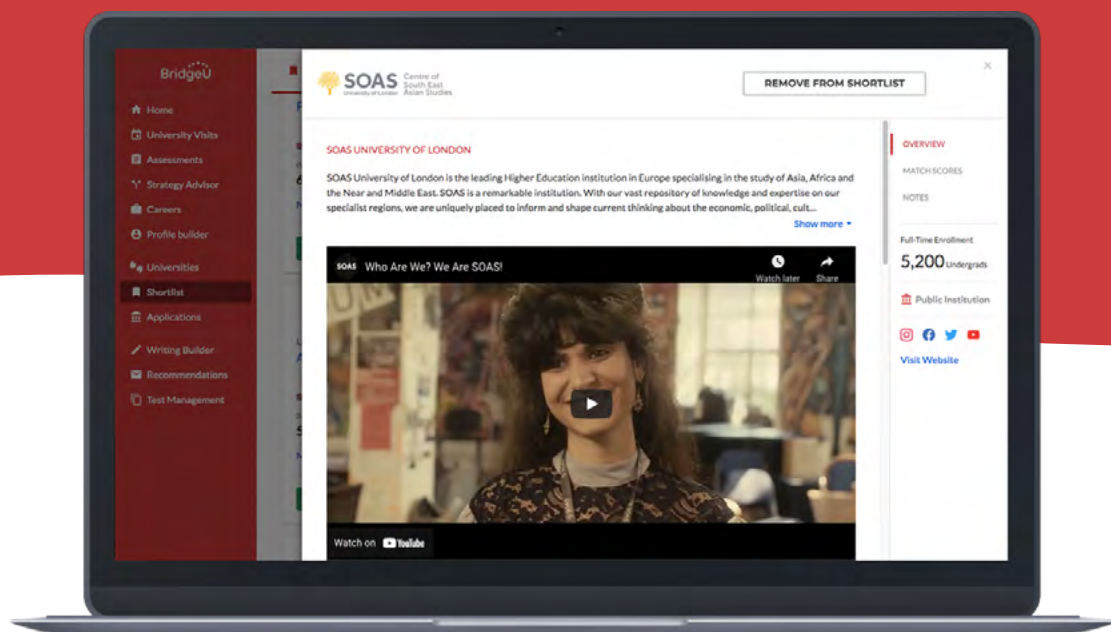 BridgeU
Home
University Visits
Assessments
Strategy Advisor
Careers
Profile builder
Universities
Shortlist
Applications
Writing Builder
Recommendations
Test Management
SOAS
University of London
Centre of
South East
Asian Studies
REMOVE FROM SHORTLIST
×
SOAS UNIVERSITY OF LONDON
SOAS University of London is the leading Higher Education institution in Europe specialising in the study of Asia, Africa and
the Near and Middle East. SOAS is a remarkable institution. With our vast repository of knowledge and expertise on our
specialist regions, we are uniquely placed to inform and shape current thinking about the economic, political, cult...
Show more
SOAS
Who Are We? We Are SOAS!
Watch later
Share
Watch on YouTube
OVERVIEW
MATCH SCORES
NOTES
Full-Time Enrollment
5,200 Undergrads
Public Institution
Visit Website